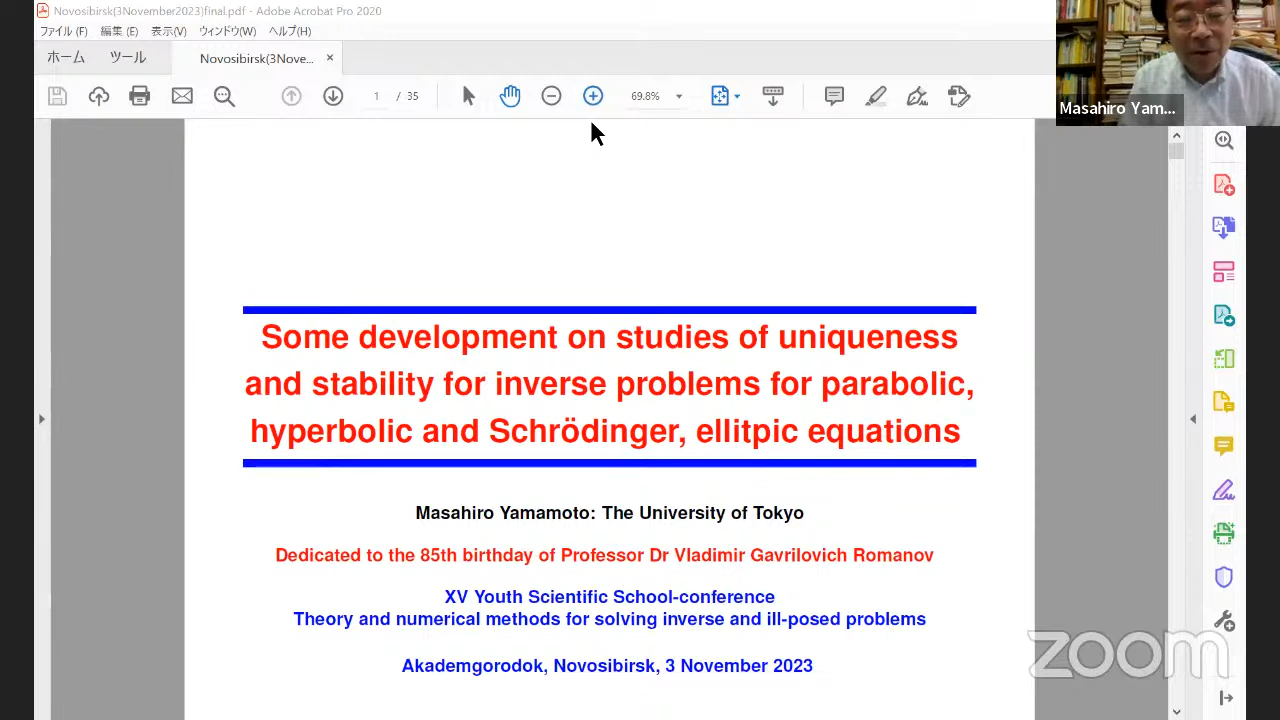 Novosibirsk(3November2023)final.pdf - Adobe Acrobat Pro 2020
ファイル(F) 編集(E) 表示(V) ウィンドウ(W) ヘルプ(H)
ホーム ツール Novosibirsk(3Nove... ×
1 / 35 69.8%
Masahiro Yam...
Some development on studies of uniqueness
and stability for inverse problems for parabolic,
hyperbolic and Schrödinger, ellitpic equations
Masahiro Yamamoto: The University of Tokyo
Dedicated to the 85th birthday of Professor Dr Vladimir Gavrilovich Romanov
XV Youth Scientific School-conference
Theory and numerical methods for solving inverse and ill-posed problems
Akademgorodok, Novosibirsk, 3 November 2023
zoom